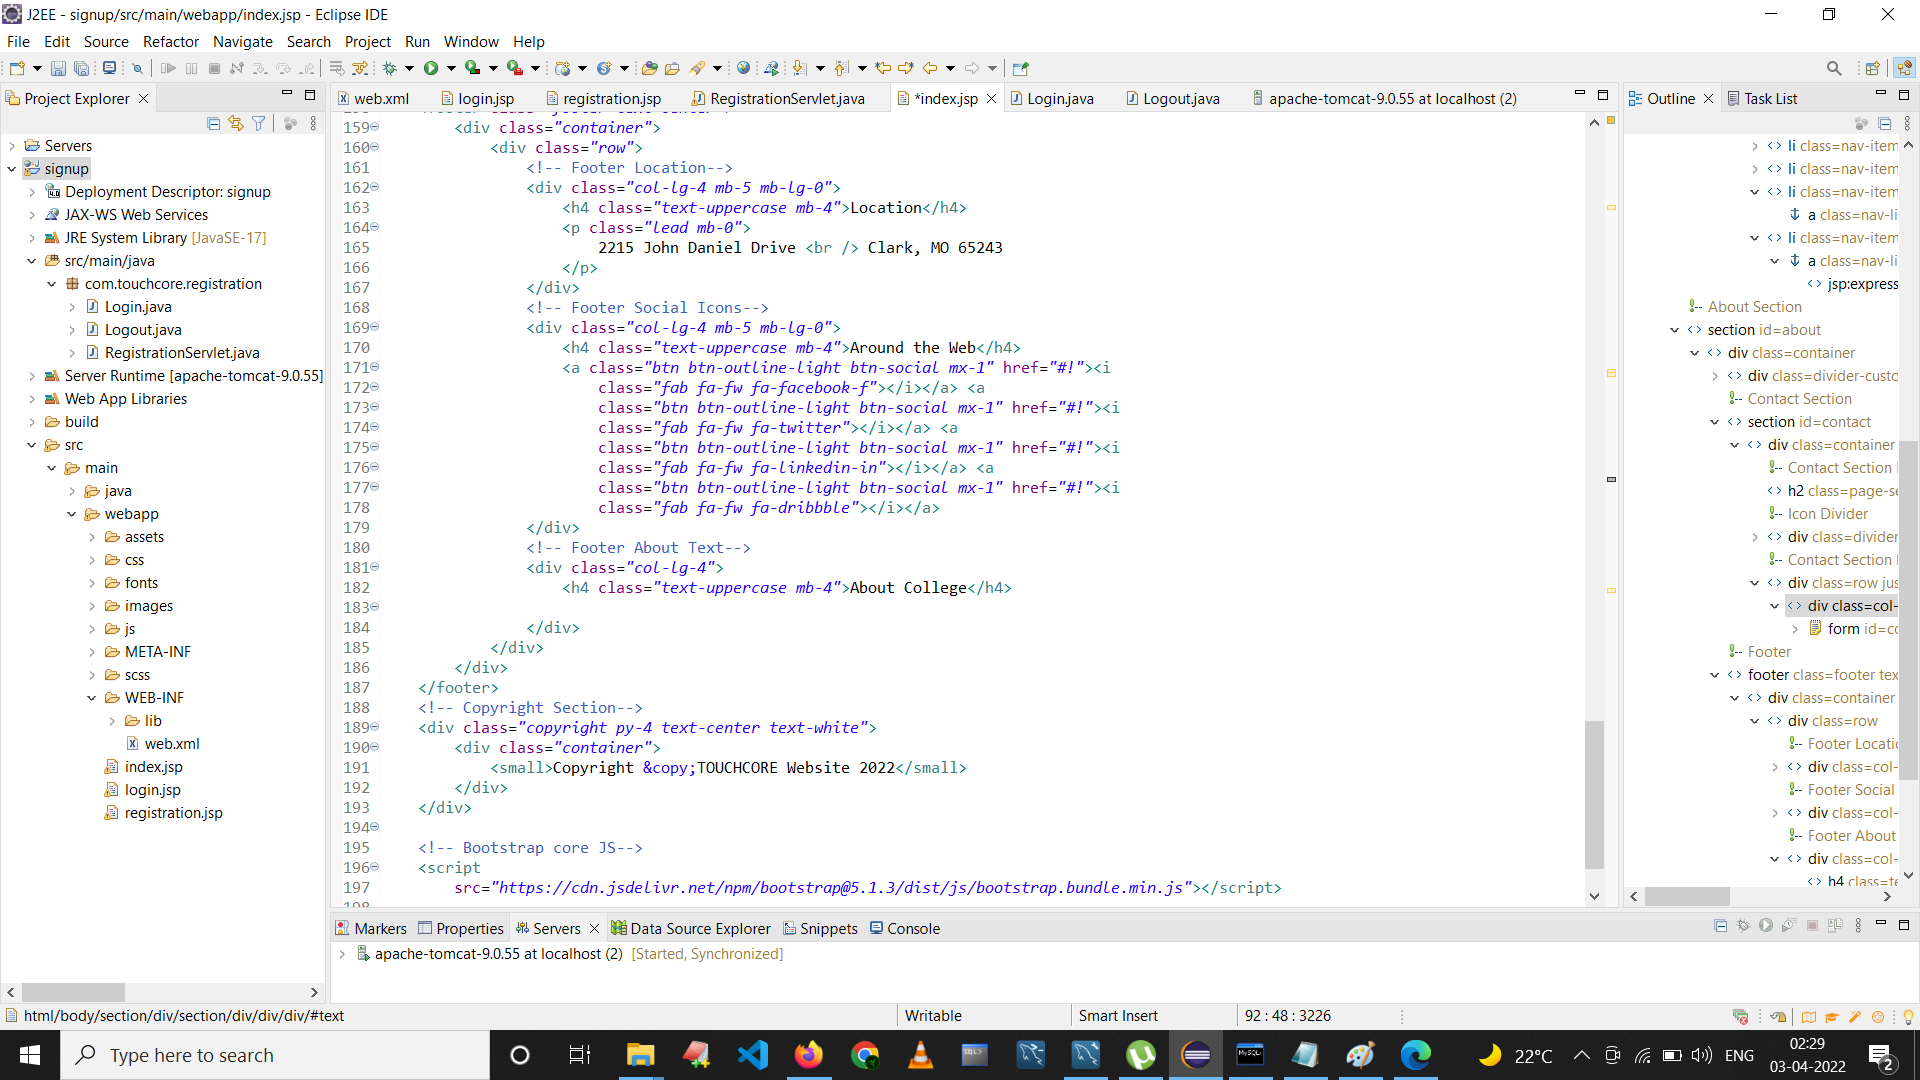 J2EE - signup/src/main/webapp/index.jsp - Eclipse IDE
File Edit Source Refactor Navigate Search Project Run Window Help
Project Explorer
Servers
signup
Deployment Descriptor: signup
JAX-WS Web Services
JRE System Library [JavaSE-17]
src/main/java
com.touchcore.registration
Login.java
Logout.java
RegistrationServlet.java
Server Runtime [apache-tomcat-9.0.55]
Web App Libraries
build
src
main
java
webapp
assets
css
fonts
images
js
META-INF
scss
WEB-INF
lib
web.xml
index.jsp
login.jsp
registration.jsp
web.xml login.jsp registration.jsp RegistrationServlet.java *index.jsp Login.java Logout.java apache-tomcat-9.0.55 at localhost (2)
159 <div class="container">
160 <div class="row">
161 <!-- Footer Location-->
162 <div class="col-lg-4 mb-5 mb-lg-0">
163 <h4 class="text-uppercase mb-4">Location</h4>
164 <p class="lead mb-0">
165 2215 John Daniel Drive <br /> Clark, MO 65243
166 </p>
167 </div>
168 <!-- Footer Social Icons-->
169 <div class="col-lg-4 mb-5 mb-lg-0">
170 <h4 class="text-uppercase mb-4">Around the Web</h4>
171 <a class="btn btn-outline-light btn-social mx-1" href="#!"><i
172 class="fab fa-fw fa-facebook-f"></i></a> <a
173 class="btn btn-outline-light btn-social mx-1" href="#!"><i
174 class="fab fa-fw fa-twitter"></i></a> <a
175 class="btn btn-outline-light btn-social mx-1" href="#!"><i
176 class="fab fa-fw fa-linkedin-in"></i></a> <a
177 class="btn btn-outline-light btn-social mx-1" href="#!"><i
178 class="fab fa-fw fa-dribbble"></i></a>
179 </div>
180 <!-- Footer About Text-->
181 <div class="col-lg-4">
182 <h4 class="text-uppercase mb-4">About College</h4>
183
184 </div>
185 </div>
186 </div>
187 </footer>
188 <!-- Copyright Section-->
189 <div class="copyright py-4 text-center text-white">
190 <div class="container">
191 <small>Copyright &copy;TOUCHCORE Website 2022</small>
192 </div>
193 </div>
194
195 <!-- Bootstrap core JS-->
196 <script
197 src="https://cdn.jsdelivr.net/npm/bootstrap@5.1.3/dist/js/bootstrap.bundle.min.js"></script>
Outline Task List
li class=nav-item
li class=nav-item
li class=nav-item
a class=nav-li
li class=nav-item
a class=nav-li
jsp:express
About Section
section id=about
div class=container
div class=divider-custo
Contact Section
section id=contact
div class=container
Contact Section
h2 class=page-se
Icon Divider
div class=divider
Contact Section
div class=row jus
div class=col-
form id=co
Footer
footer class=footer tex
div class=container
div class=row
Footer Locatio
div class=col-
Footer Social
div class=col-
Footer About
div class=col-
h4 class=te
Markers Properties Servers Data Source Explorer Snippets Console
apache-tomcat-9.0.55 at localhost (2) [Started, Synchronized]
html/body/section/div/section/div/div/div/#text Writable Smart Insert 92 : 48 : 3226
Type here to search
22°C ENG
02:29
03-04-2022
2